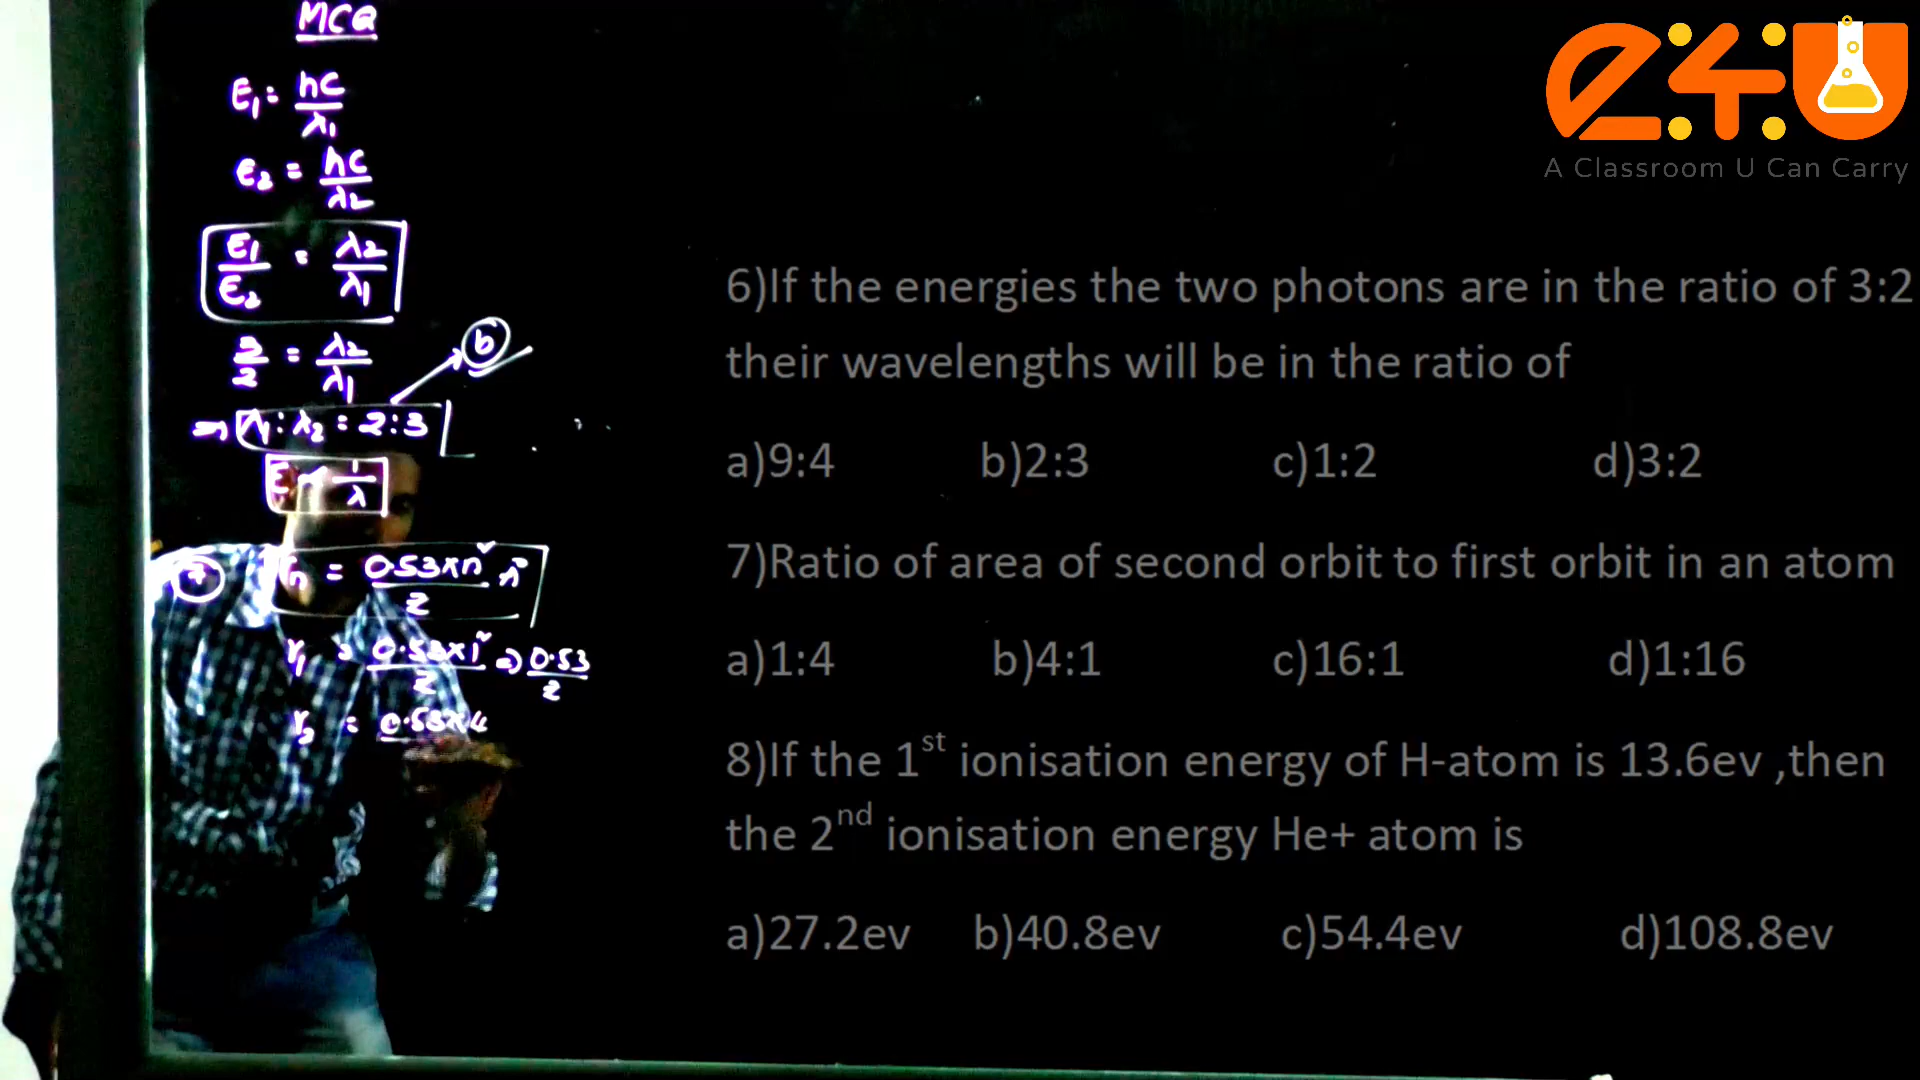 MCQ
E₁ = hc/λ₁
E₂ = hc/λ₂
E₁/E₂ = λ₂/λ₁
3/2 = λ₂/λ₁
b
⇒ λ₁ : λ₂ = 2 : 3
E ∝ 1/λ
7 rn = 0.53×n²/z A°
r₁ = 0.53×1²/z ⇒ 0.53/z
r₂ = 0.53×4
e4U
A Classroom U Can Carry
6)If the energies the two photons are in the ratio of 3:2
their wavelengths will be in the ratio of
a)9:4 b)2:3 c)1:2 d)3:2
7)Ratio of area of second orbit to first orbit in an atom
a)1:4 b)4:1 c)16:1 d)1:16
8)If the 1st ionisation energy of H-atom is 13.6ev ,then
the 2nd ionisation energy He+ atom is
a)27.2ev b)40.8ev c)54.4ev d)108.8ev